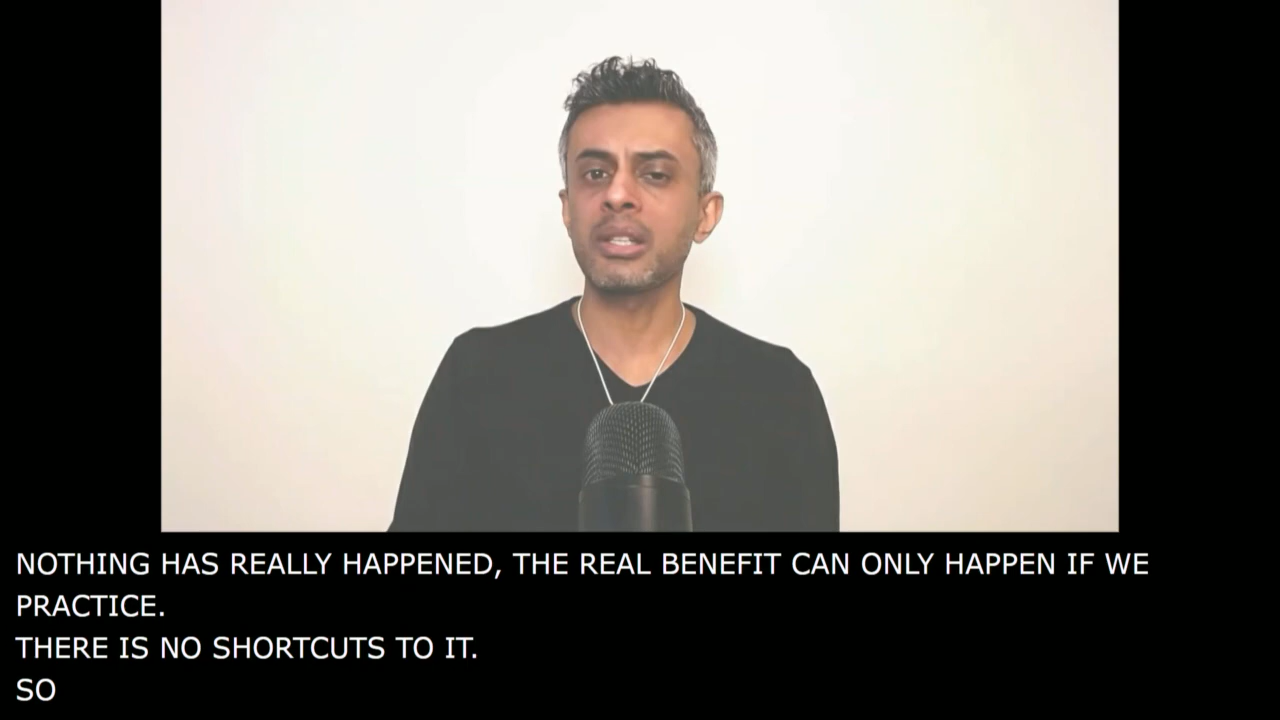 NOTHING HAS REALLY HAPPENED, THE REAL BENEFIT CAN ONLY HAPPEN IF WE
PRACTICE.
THERE IS NO SHORTCUTS TO IT.
SO